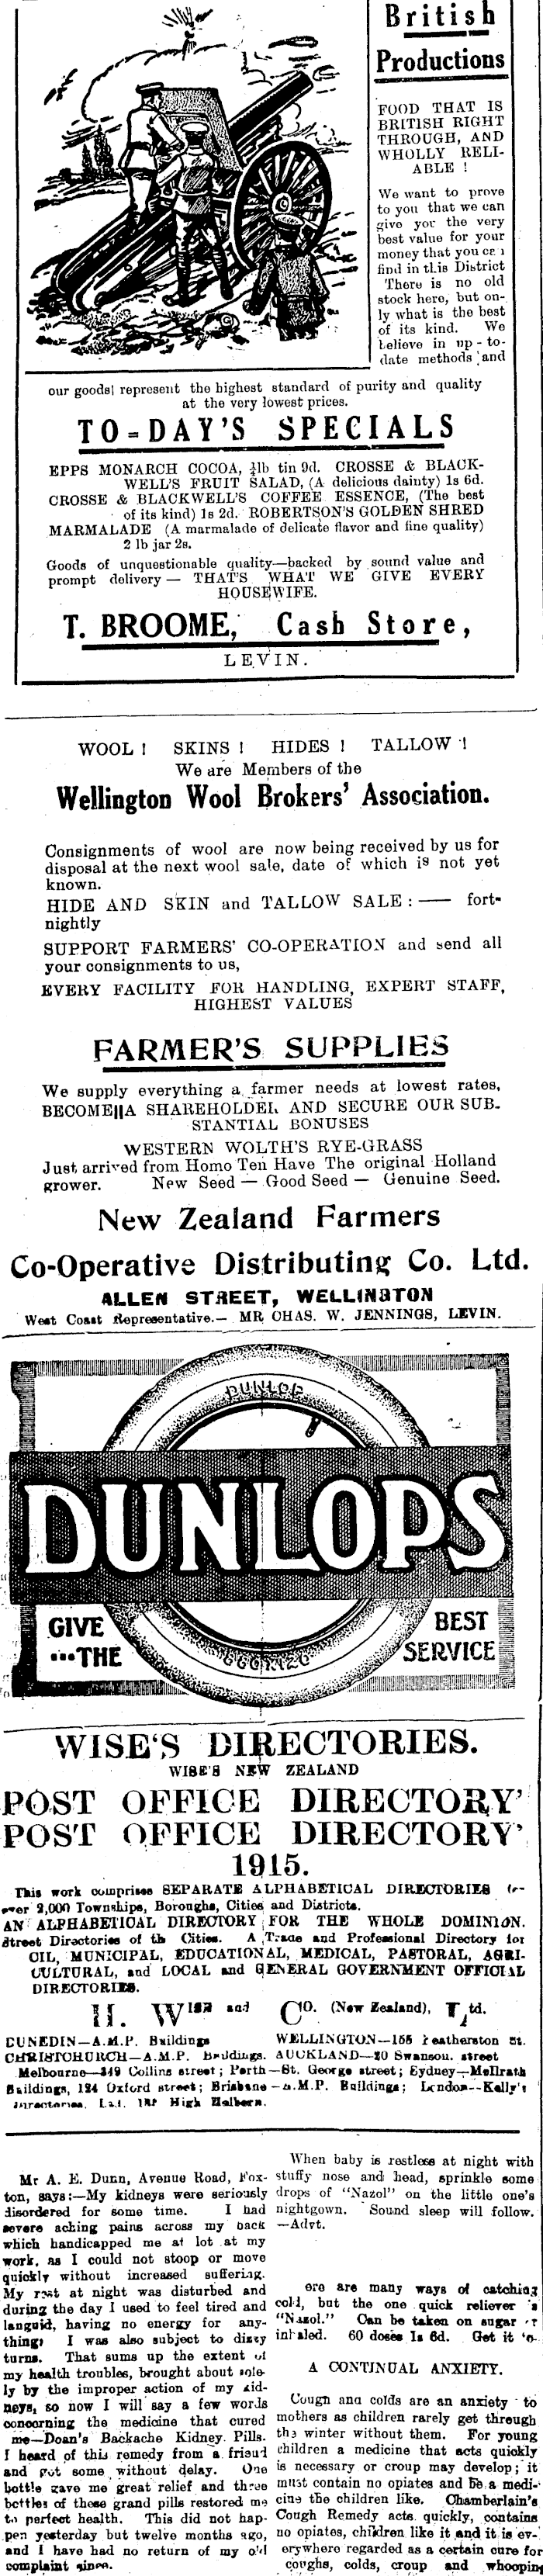 British
Productions
FOOD THAT IS
BRITISH RIGHT
THROUGH, AND
WHOLLY RELI-
ABLE !
We want to prove
to you that we can
give you the very
best value for your
money that you can
find in this District
There is no old
stock here, but on-
ly what is the best
of its kind. We
believe in up-to-
date methods and
our goods represent the highest standard of purity and quality
at the very lowest prices.
TO-DAY'S SPECIALS
EPPS MONARCH COCOA, ½lb tin 9d. CROSSE & BLACK-
WELL'S FRUIT SALAD, (A delicious dainty) 1s 6d.
CROSSE & BLACKWELL'S COFFEE ESSENCE, (The best
of its kind) 1s 2d. ROBERTSON'S GOLDEN SHRED
MARMALADE (A marmalade of delicate flavor and fine quality)
2 lb jar 2s.
Goods of unquestionable quality—backed by sound value and
prompt delivery — THAT'S WHAT WE GIVE EVERY
HOUSEWIFE.
T. BROOME, Cash Store,
LEVIN.
WOOL ! SKINS ! HIDES ! TALLOW !
We are Members of the
Wellington Wool Brokers' Association.
Consignments of wool are now being received by us for
disposal at the next wool sale, date of which is not yet
known.
HIDE AND SKIN and TALLOW SALE :— fort-
nightly
SUPPORT FARMERS' CO-OPERATION and send all
your consignments to us,
EVERY FACILITY FOR HANDLING, EXPERT STAFF,
HIGHEST VALUES
FARMER'S SUPPLIES
We supply everything a farmer needs at lowest rates,
BECOME A SHAREHOLDER AND SECURE OUR SUB-
STANTIAL BONUSES
WESTERN WOLTH'S RYE-GRASS
Just arrived from Homo Ten Have The original Holland
grower. New Seed — Good Seed — Genuine Seed.
New Zealand Farmers
Co-Operative Distributing Co. Ltd.
ALLEN STREET, WELLINGTON
West Coast Representative.— MR CHAS. W. JENNINGS, LEVIN.
DUNLOP
DUNLOPS
GIVE
...THE
BEST
SERVICE
WISE'S DIRECTORIES.
WISE'S NEW ZEALAND
POST OFFICE DIRECTORY'
POST OFFICE DIRECTORY'
1915.
This work comprises SEPARATE ALPHABETICAL DIRECTORIES for
over 2,000 Townships, Boroughs, Cities and Districts.
AN ALPHABETICAL DIRECTORY FOR THE WHOLE DOMINION.
Street Directories of th Cities. A Trade and Professional Directory for
OIL, MUNICIPAL, EDUCATIONAL, MEDICAL, PASTORAL, AGRI-
CULTURAL, and LOCAL and GENERAL GOVERNMENT OFFICIAL
DIRECTORIES.
H. WISE and CO. (New Zealand), Ltd.
DUNEDIN—A.M.P. Buildings WELLINGTON—155 Featherston St.
CHRISTCHURCH—A.M.P. Buildings. AUCKLAND—20 Swanson street
Melbourne—349 Collins street; Perth—St. George street; Sydney—McIlrath
Buildings, 124 Oxford street; Brisbane—A.M.P. Buildings; London—Kelly's
Directories, Ltd. High Holborn.
Mr A. E. Dunn, Avenue Road, Fox-
ton, says:—My kidneys were seriously
disordered for some time. I had
severe aching pains across my back
which handicapped me at lot at my
work, as I could not stoop or move
quickly without increased suffering.
My rest at night was disturbed and
during the day I used to feel tired and
languid, having no energy for any-
thing: I was also subject to dizzy
turns. That sums up the extent of
my health troubles, brought about sole-
ly by the improper action of my kid-
neys, so now I will say a few words
concerning the medicine that cured
me—Doan's Backache Kidney Pills.
I heard of this remedy from a friend
and got some without delay. One
bottle gave me great relief and three
bottles of these grand pills restored me
to perfect health. This did not hap-
pen yesterday but twelve months ago,
and I have had no return of my old
complaint since.
When baby is restless at night with
stuffy nose and head, sprinkle some
drops of "Nazol" on the little one's
nightgown. Sound sleep will follow.
—Advt.
ere are many ways of catching
cold, but the one quick reliever 's
"Nazol." Can be taken on sugar or
inhaled. 60 doses 1s 6d. Get it
A CONTINUAL ANXIETY.
Cough and colds are an anxiety to
mothers as children rarely get through
the winter without them. For young
children a medicine that acts quickly
is necessary or croup may develop; it
must contain no opiates and be a medi-
cine the children like. Chamberlain's
Cough Remedy acts quickly, contains
no opiates, children like it and it is ev-
erywhere regarded as a certain cure for
coughs, colds, croup and whooping